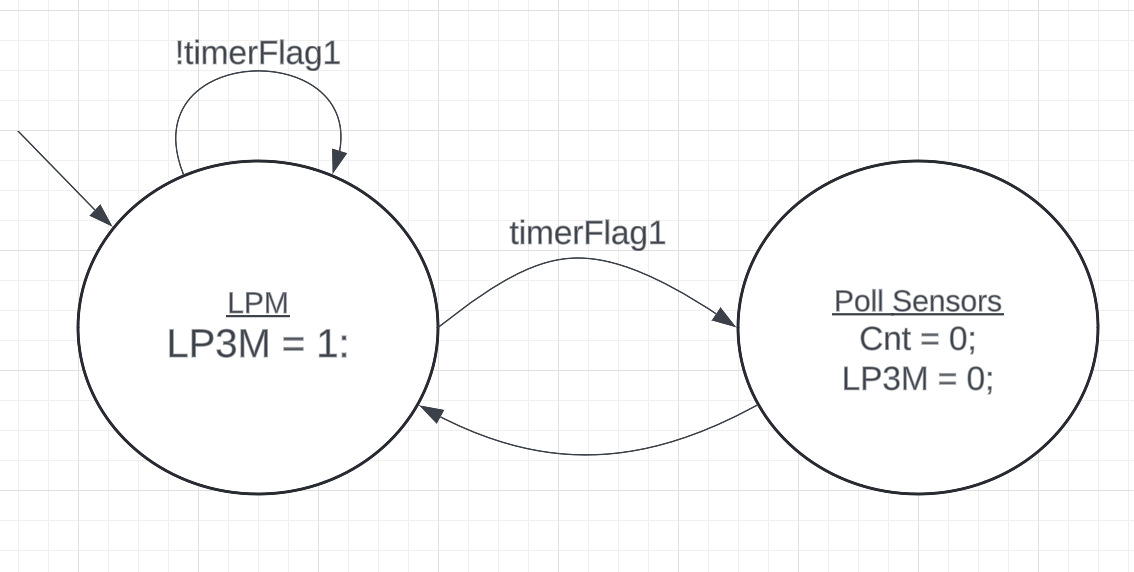 !timerFlag1
timerFlag1
LPM
LP3M = 1:
Poll Sensors
Cnt = 0;
LP3M = 0;